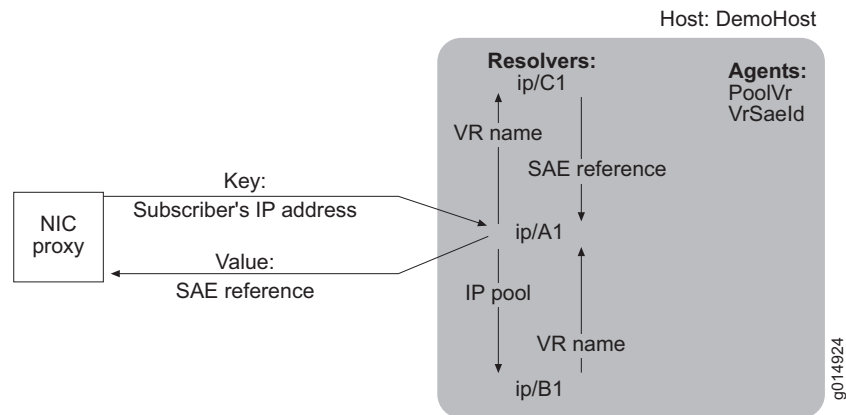 Host: DemoHost
Resolvers:
ip/C1
Agents:
PoolVr
VrSaeId
VR name
SAE reference
Key:
Subscriber's IP address
NIC
proxy
ip/A1
Value:
SAE reference
IP pool
VR name
ip/B1
g014924